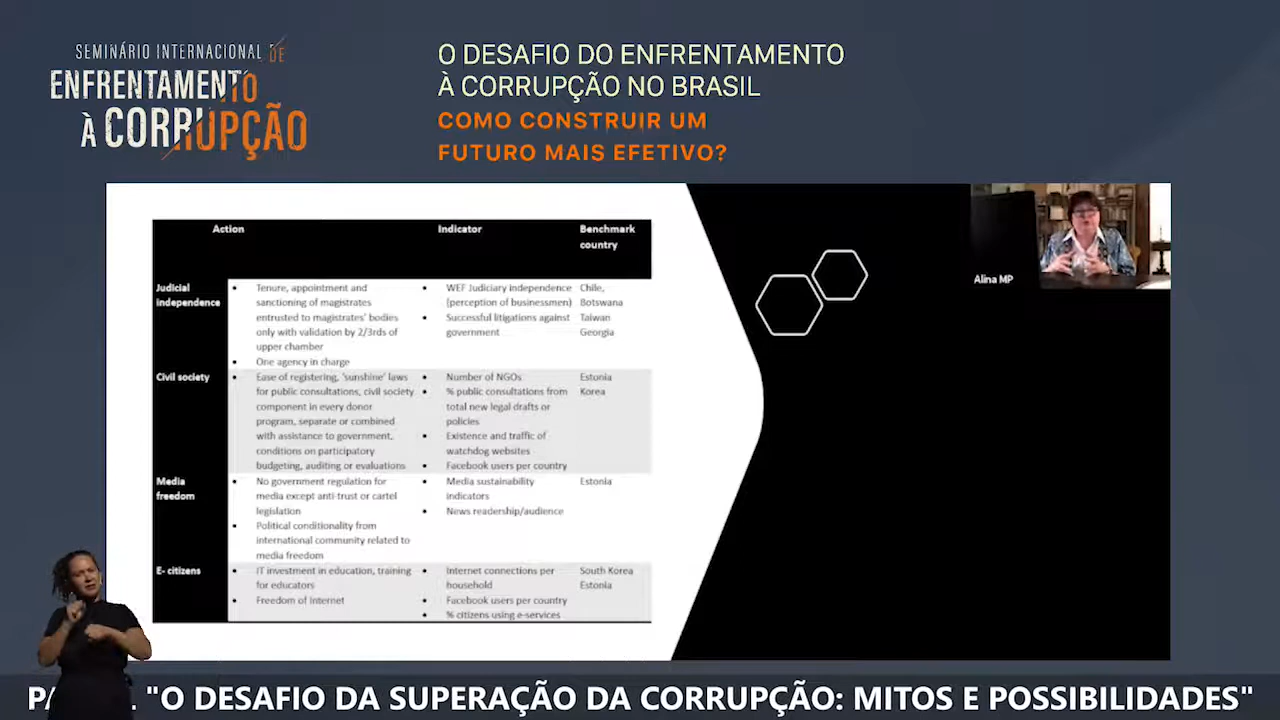 SEMINÁRIO INTERNACIONAL DE
ENFRENTAMENTO
À CORRUPÇÃO
O DESAFIO DO ENFRENTAMENTO
À CORRUPÇÃO NO BRASIL
COMO CONSTRUIR UM
FUTURO MAIS EFETIVO?
Action
Indicator
Benchmark
country
Judicial
independence
• Tenure, appointment and
sanctioning of magistrates
entrusted to magistrates' bodies
only with validation by 2/3rds of
upper chamber
• One agency in charge
• WEF Judiciary independence
(perception of businessmen)
• Successful litigations against
government
Chile,
Botswana
Taiwan
Georgia
Civil society
• Ease of registering, 'sunshine' laws
for public consultations, civil society
component in every donor
program, separate or combined
with assistance to government,
conditions on participatory
budgeting, auditing or evaluations
• Number of NGOs
• % public consultations from
total new legal drafts or
policies
• Existence and traffic of
watchdog websites
• Facebook users per country
Estonia
Korea
Media
freedom
• No government regulation for
media except anti-trust or cartel
legislation
• Political conditionality from
international community related to
media freedom
• Media sustainability
indicators
• News readership/audience
Estonia
E- citizens
• IT investment in education, training
for educators
• Freedom of Internet
• Internet connections per
household
• Facebook users per country
• % citizens using e-services
South Korea
Estonia
Alina MP
"O DESAFIO DA SUPERAÇÃO DA CORRUPÇÃO: MITOS E POSSIBILIDADES"